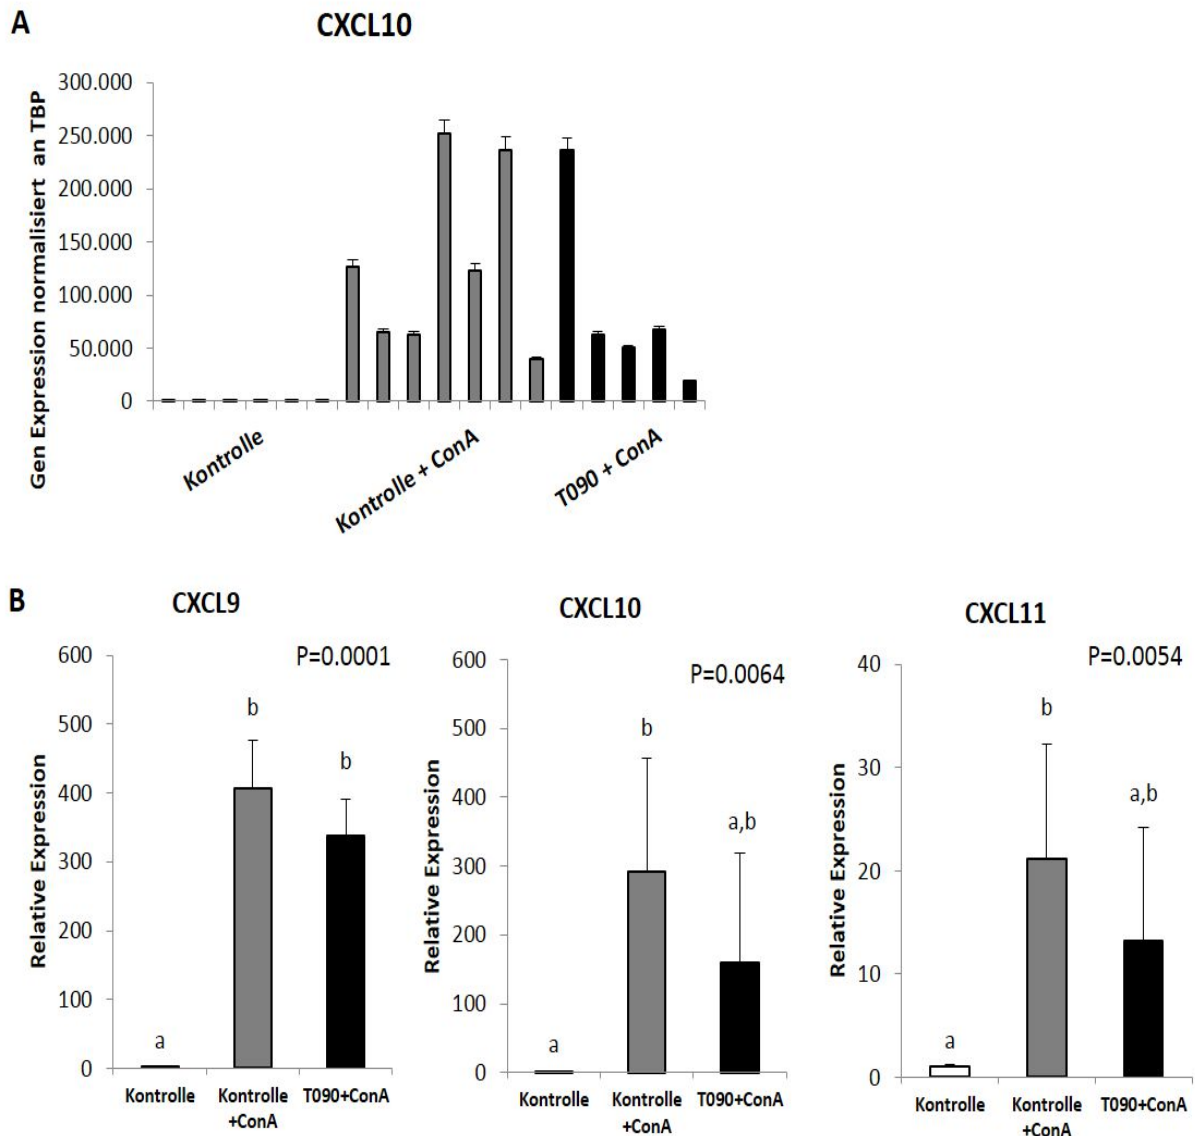 A
CXCL10
Gen Expression normalisiert an TBP
300.000
250.000
200.000
150.000
100.000
50.000
0
Kontrolle
Kontrolle + ConA
T090 + ConA
B
CXCL9
P=0.0001
Relative Expression
600
500
400
300
200
100
0
a
b
b
Kontrolle
Kontrolle
+ConA
T090+ConA
CXCL10
P=0.0064
Relative Expression
600
500
400
300
200
100
0
a
b
a,b
Kontrolle
Kontrolle
+ConA
T090+ConA
CXCL11
P=0.0054
Relative Expression
40
30
20
10
0
a
b
a,b
Kontrolle
Kontrolle
+ConA
T090+ConA